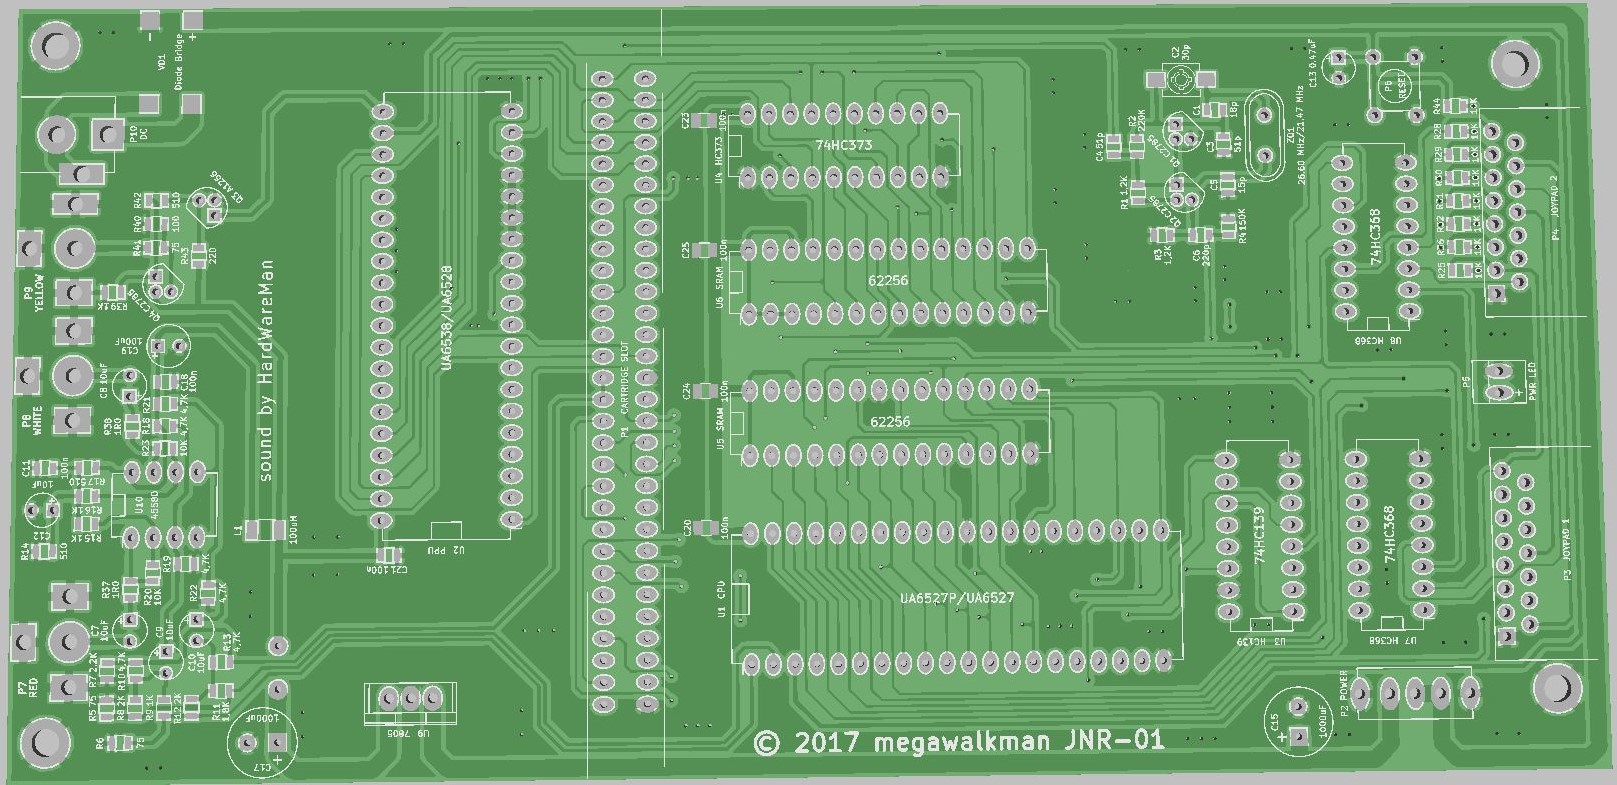 VD1
Diode Bridge
P10
DC
R42
510
R40
100
R41
75
R43
220
Q3 A1266
Q4 C2785
R39 1K
P9
YELLOW
C19
100uF
C8 10uF
C18
100n
R21
4,7K
R38
1R0
R18
4,7K
R23
10K
P8
WHITE
C11
10uF
100n
R17 510
R16 1K
R15 1K
C12
R14
510
U10
4558D
R19
4,7K
R37
1R0
R20
10K
R22
4,7K
C7
10uF
C9
10uF
C10
10uF
R13
4,7K
P7
RED
R7 2,2K
R10 4,7K
R5 75
R8 2K
R9 1K
R12 2K
R11
1,8K
R6
75
1000uF
C17
sound by HardWareMan
L1
100uH
C21 100n
U2 PPU
UA6538/UA6528
U9 7805
P1 CARTRIDGE SLOT
C23
100n
U4 HC373
74HC373
C25
100n
U6 SRAM
62256
C24
100n
U5 SRAM
62256
C20
100n
U1 CPU
UA6527P/UA6527
C2
30p
C1
18p
R2
220K
C4 51p
Q1 C2785
C3
51p
R1 1,2K
Q2 C2785
C5
15p
R3
1,2K
C6
220p
R4 150K
ZQ1
26.60 MHz/21.47 MHz
C13 0.47uF
P6
RESET
R44
1K
R28
10K
R29
10K
R30
10K
R31
10K
R32
10K
R26
10K
R25
10K
P4 JOYPAD 2
74HC368
U8 HC368
P5
PWR LED
74HC139
U3 HC139
74HC368
U7 HC368
P3 JOYPAD 1
P2 POWER
C15
1000uF
© 2017 megawalkman JNR-01